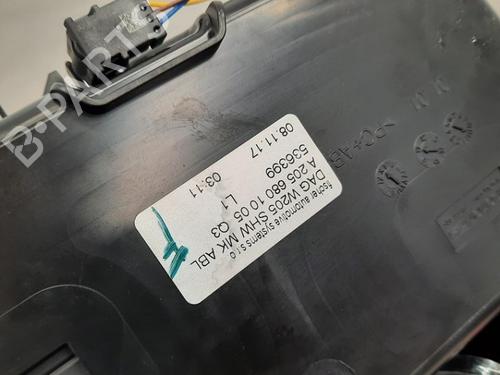 fischer automotive systems s.r.o
DAG W205 SHW MK ABL
A 205 680 10 05 Q3
536399 L1
08.11.17 03:11
B-PARTS